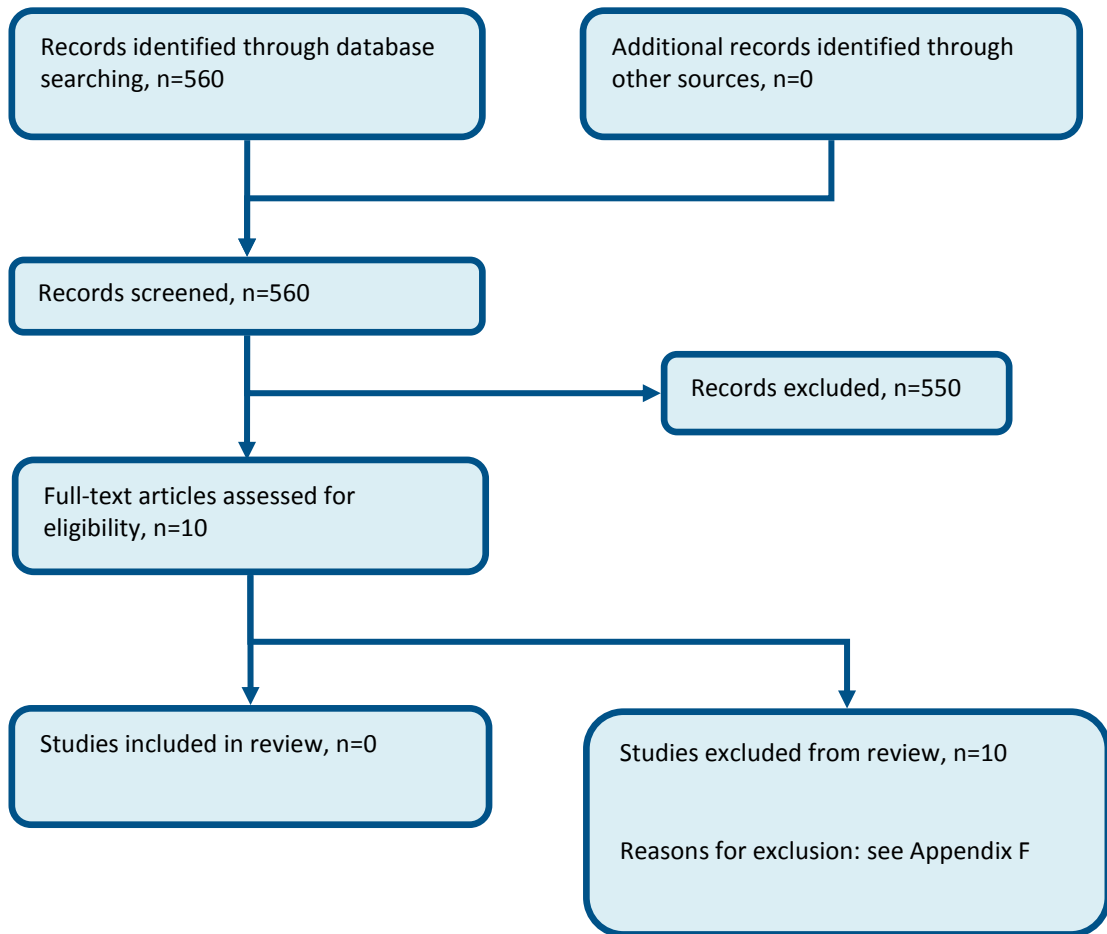 Records identified through database
searching, n=560
Additional records identified through
other sources, n=0
Records screened, n=560
Records excluded, n=550
Full-text articles assessed for
eligibility, n=10
Studies included in review, n=0
Studies excluded from review, n=10
Reasons for exclusion: see Appendix F